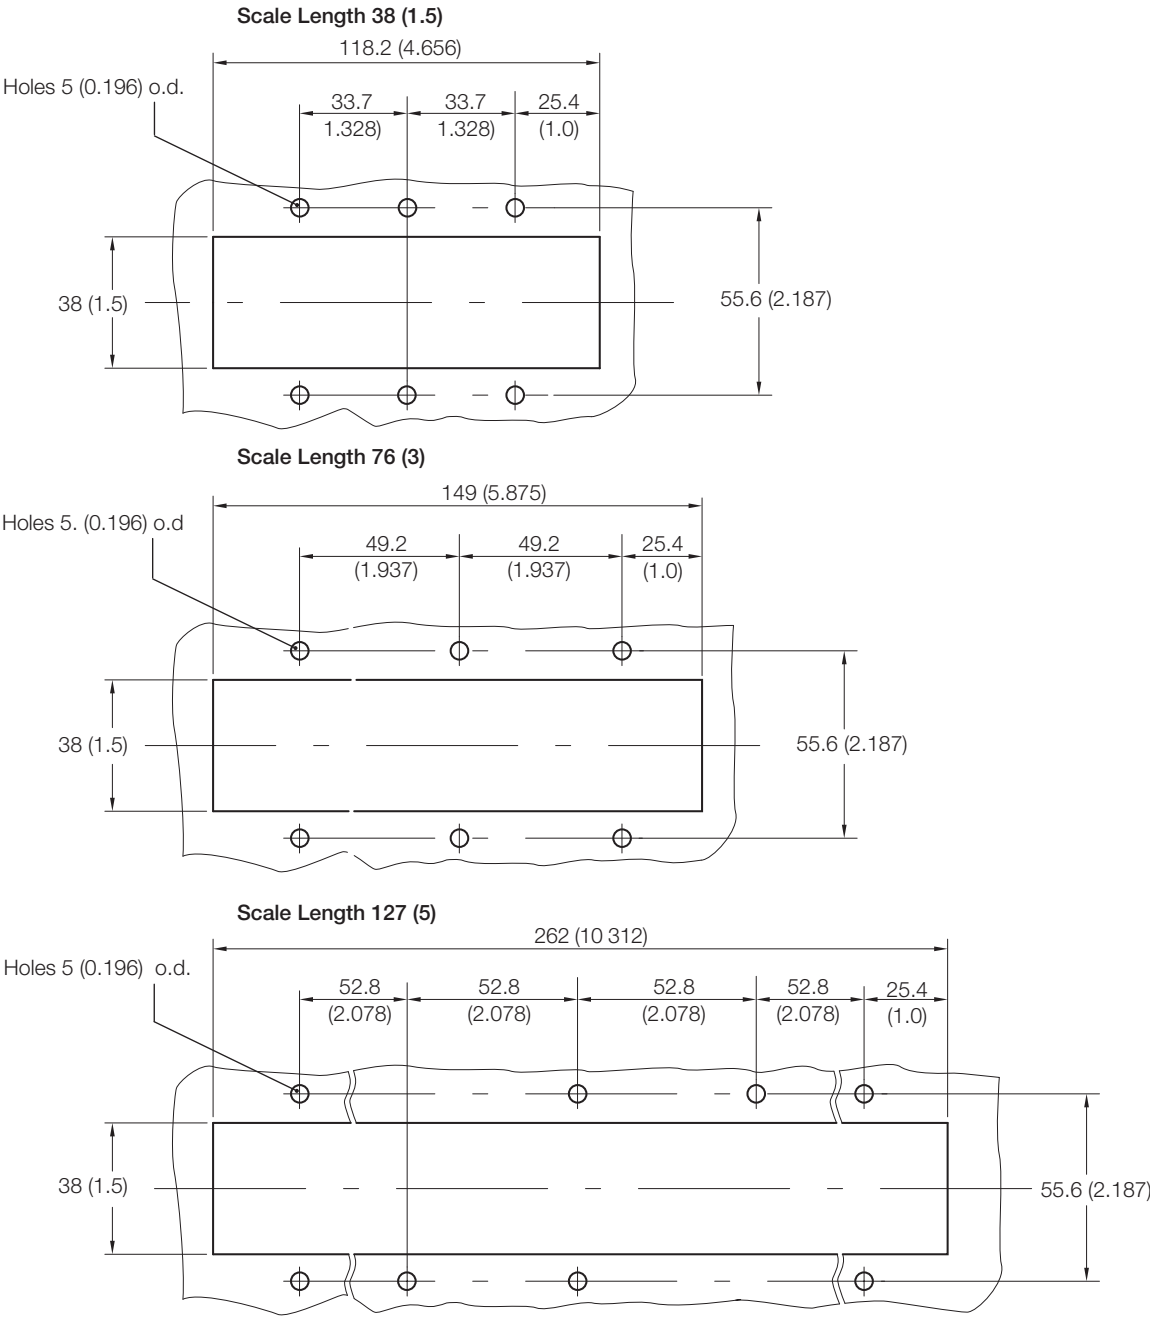 Scale Length 38 (1.5)
118.2 (4.656)
Holes 5 (0.196) o.d.
33.7 33.7 25.4
1.328) 1.328) (1.0)
38 (1.5)
55.6 (2.187)
Scale Length 76 (3)
149 (5.875)
Holes 5. (0.196) o.d
49.2 49.2 25.4
(1.937) (1.937) (1.0)
38 (1.5)
55.6 (2.187)
Scale Length 127 (5)
262 (10 312)
Holes 5 (0.196) o.d.
52.8 52.8 52.8 52.8 25.4
(2.078) (2.078) (2.078) (2.078) (1.0)
38 (1.5)
55.6 (2.187)